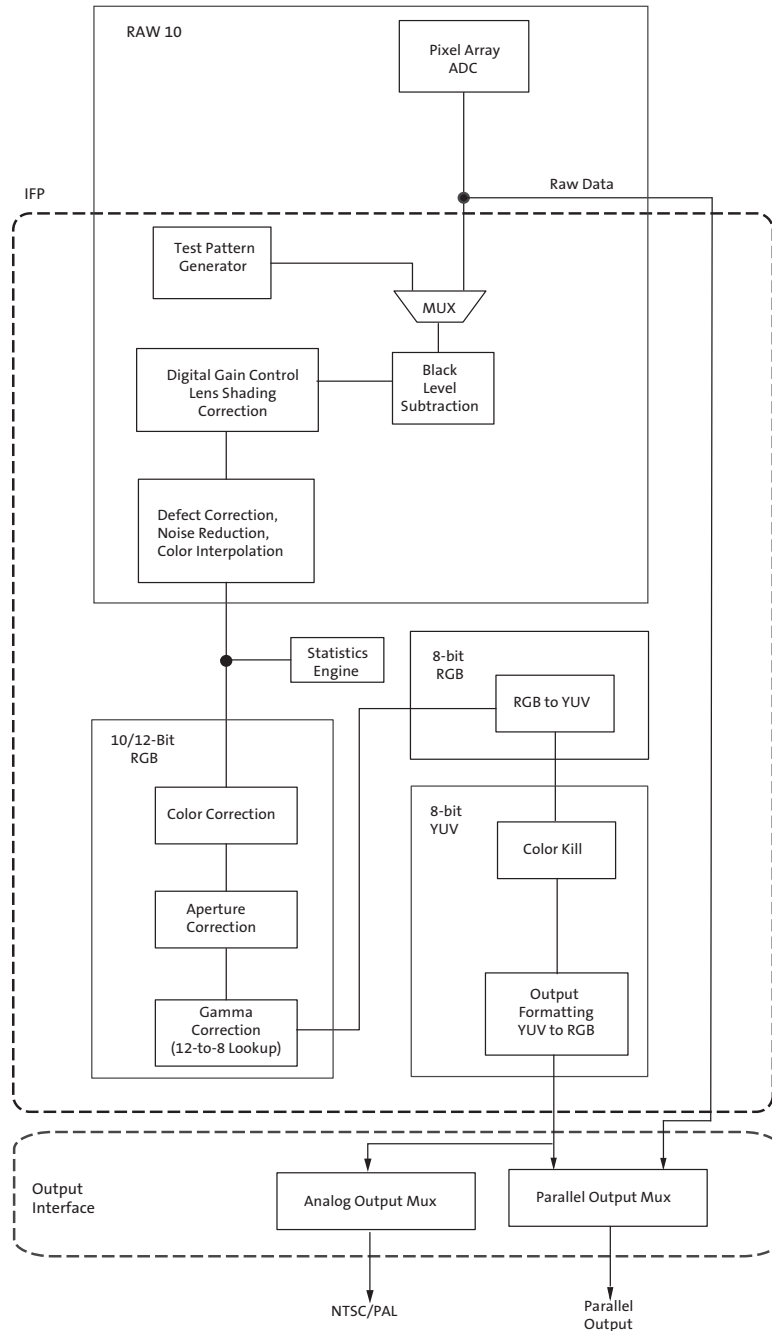 RAW 10
Pixel Array
ADC
Raw Data
IFP
Test Pattern
Generator
MUX
Black
Level
Subtraction
Digital Gain Control
Lens Shading
Correction
Defect Correction,
Noise Reduction,
Color Interpolation
Statistics
Engine
8-bit
RGB
RGB to YUV
10/12-Bit
RGB
8-bit
YUV
Color Correction
Color Kill
Aperture
Correction
Gamma
Correction
(12-to-8 Lookup)
Output
Formatting
YUV to RGB
Output
Interface
Analog Output Mux
Parallel Output Mux
NTSC/PAL
Parallel
Output